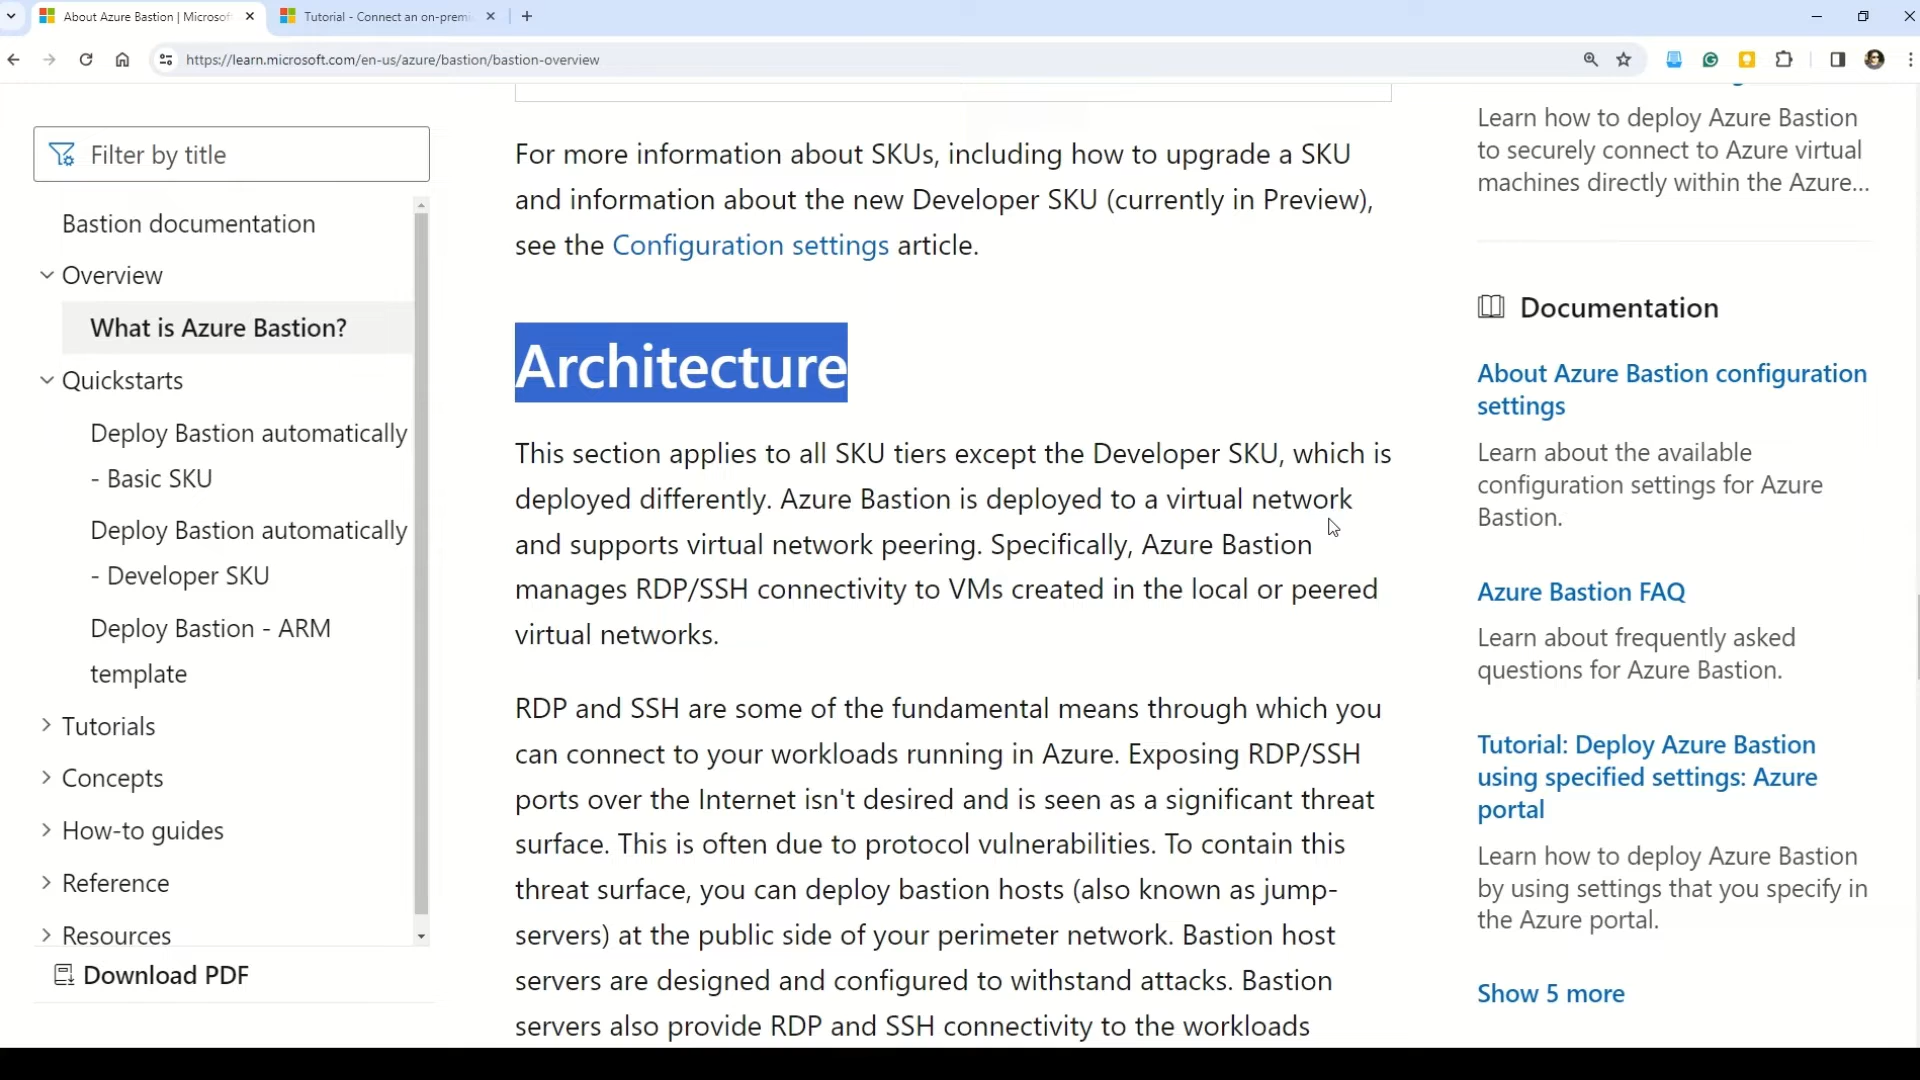 About Azure Bastion | Microsof
Tutorial - Connect an on-premi
https://learn.microsoft.com/en-us/azure/bastion/bastion-overview
Filter by title
Bastion documentation
Overview
What is Azure Bastion?
Quickstarts
Deploy Bastion automatically
- Basic SKU
Deploy Bastion automatically
- Developer SKU
Deploy Bastion - ARM
template
Tutorials
Concepts
How-to guides
Reference
Resources
Download PDF
For more information about SKUs, including how to upgrade a SKU
and information about the new Developer SKU (currently in Preview),
see the Configuration settings article.
Architecture
This section applies to all SKU tiers except the Developer SKU, which is
deployed differently. Azure Bastion is deployed to a virtual network
and supports virtual network peering. Specifically, Azure Bastion
manages RDP/SSH connectivity to VMs created in the local or peered
virtual networks.
RDP and SSH are some of the fundamental means through which you
can connect to your workloads running in Azure. Exposing RDP/SSH
ports over the Internet isn't desired and is seen as a significant threat
surface. This is often due to protocol vulnerabilities. To contain this
threat surface, you can deploy bastion hosts (also known as jump-
servers) at the public side of your perimeter network. Bastion host
servers are designed and configured to withstand attacks. Bastion
servers also provide RDP and SSH connectivity to the workloads
Learn how to deploy Azure Bastion
to securely connect to Azure virtual
machines directly within the Azure...
Documentation
About Azure Bastion configuration
settings
Learn about the available
configuration settings for Azure
Bastion.
Azure Bastion FAQ
Learn about frequently asked
questions for Azure Bastion.
Tutorial: Deploy Azure Bastion
using specified settings: Azure
portal
Learn how to deploy Azure Bastion
by using settings that you specify in
the Azure portal.
Show 5 more